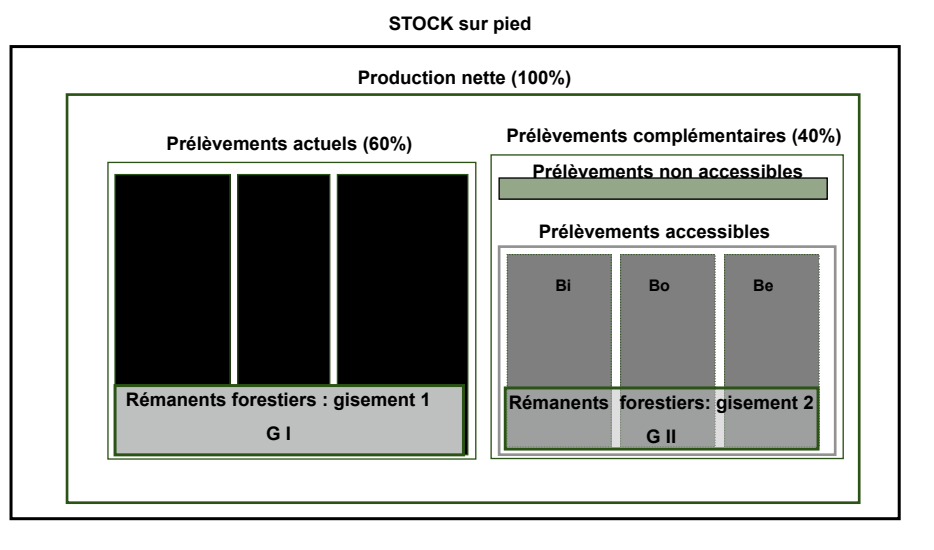 STOCK sur pied
Production nette (100%)
Prélèvements actuels (60%)
Prélèvements complémentaires (40%)
Prélèvements non accessibles
Prélèvements accessibles
Bi Bo Be
Rémanents forestiers : gisement 1
G I
Rémanents forestiers: gisement 2
G II